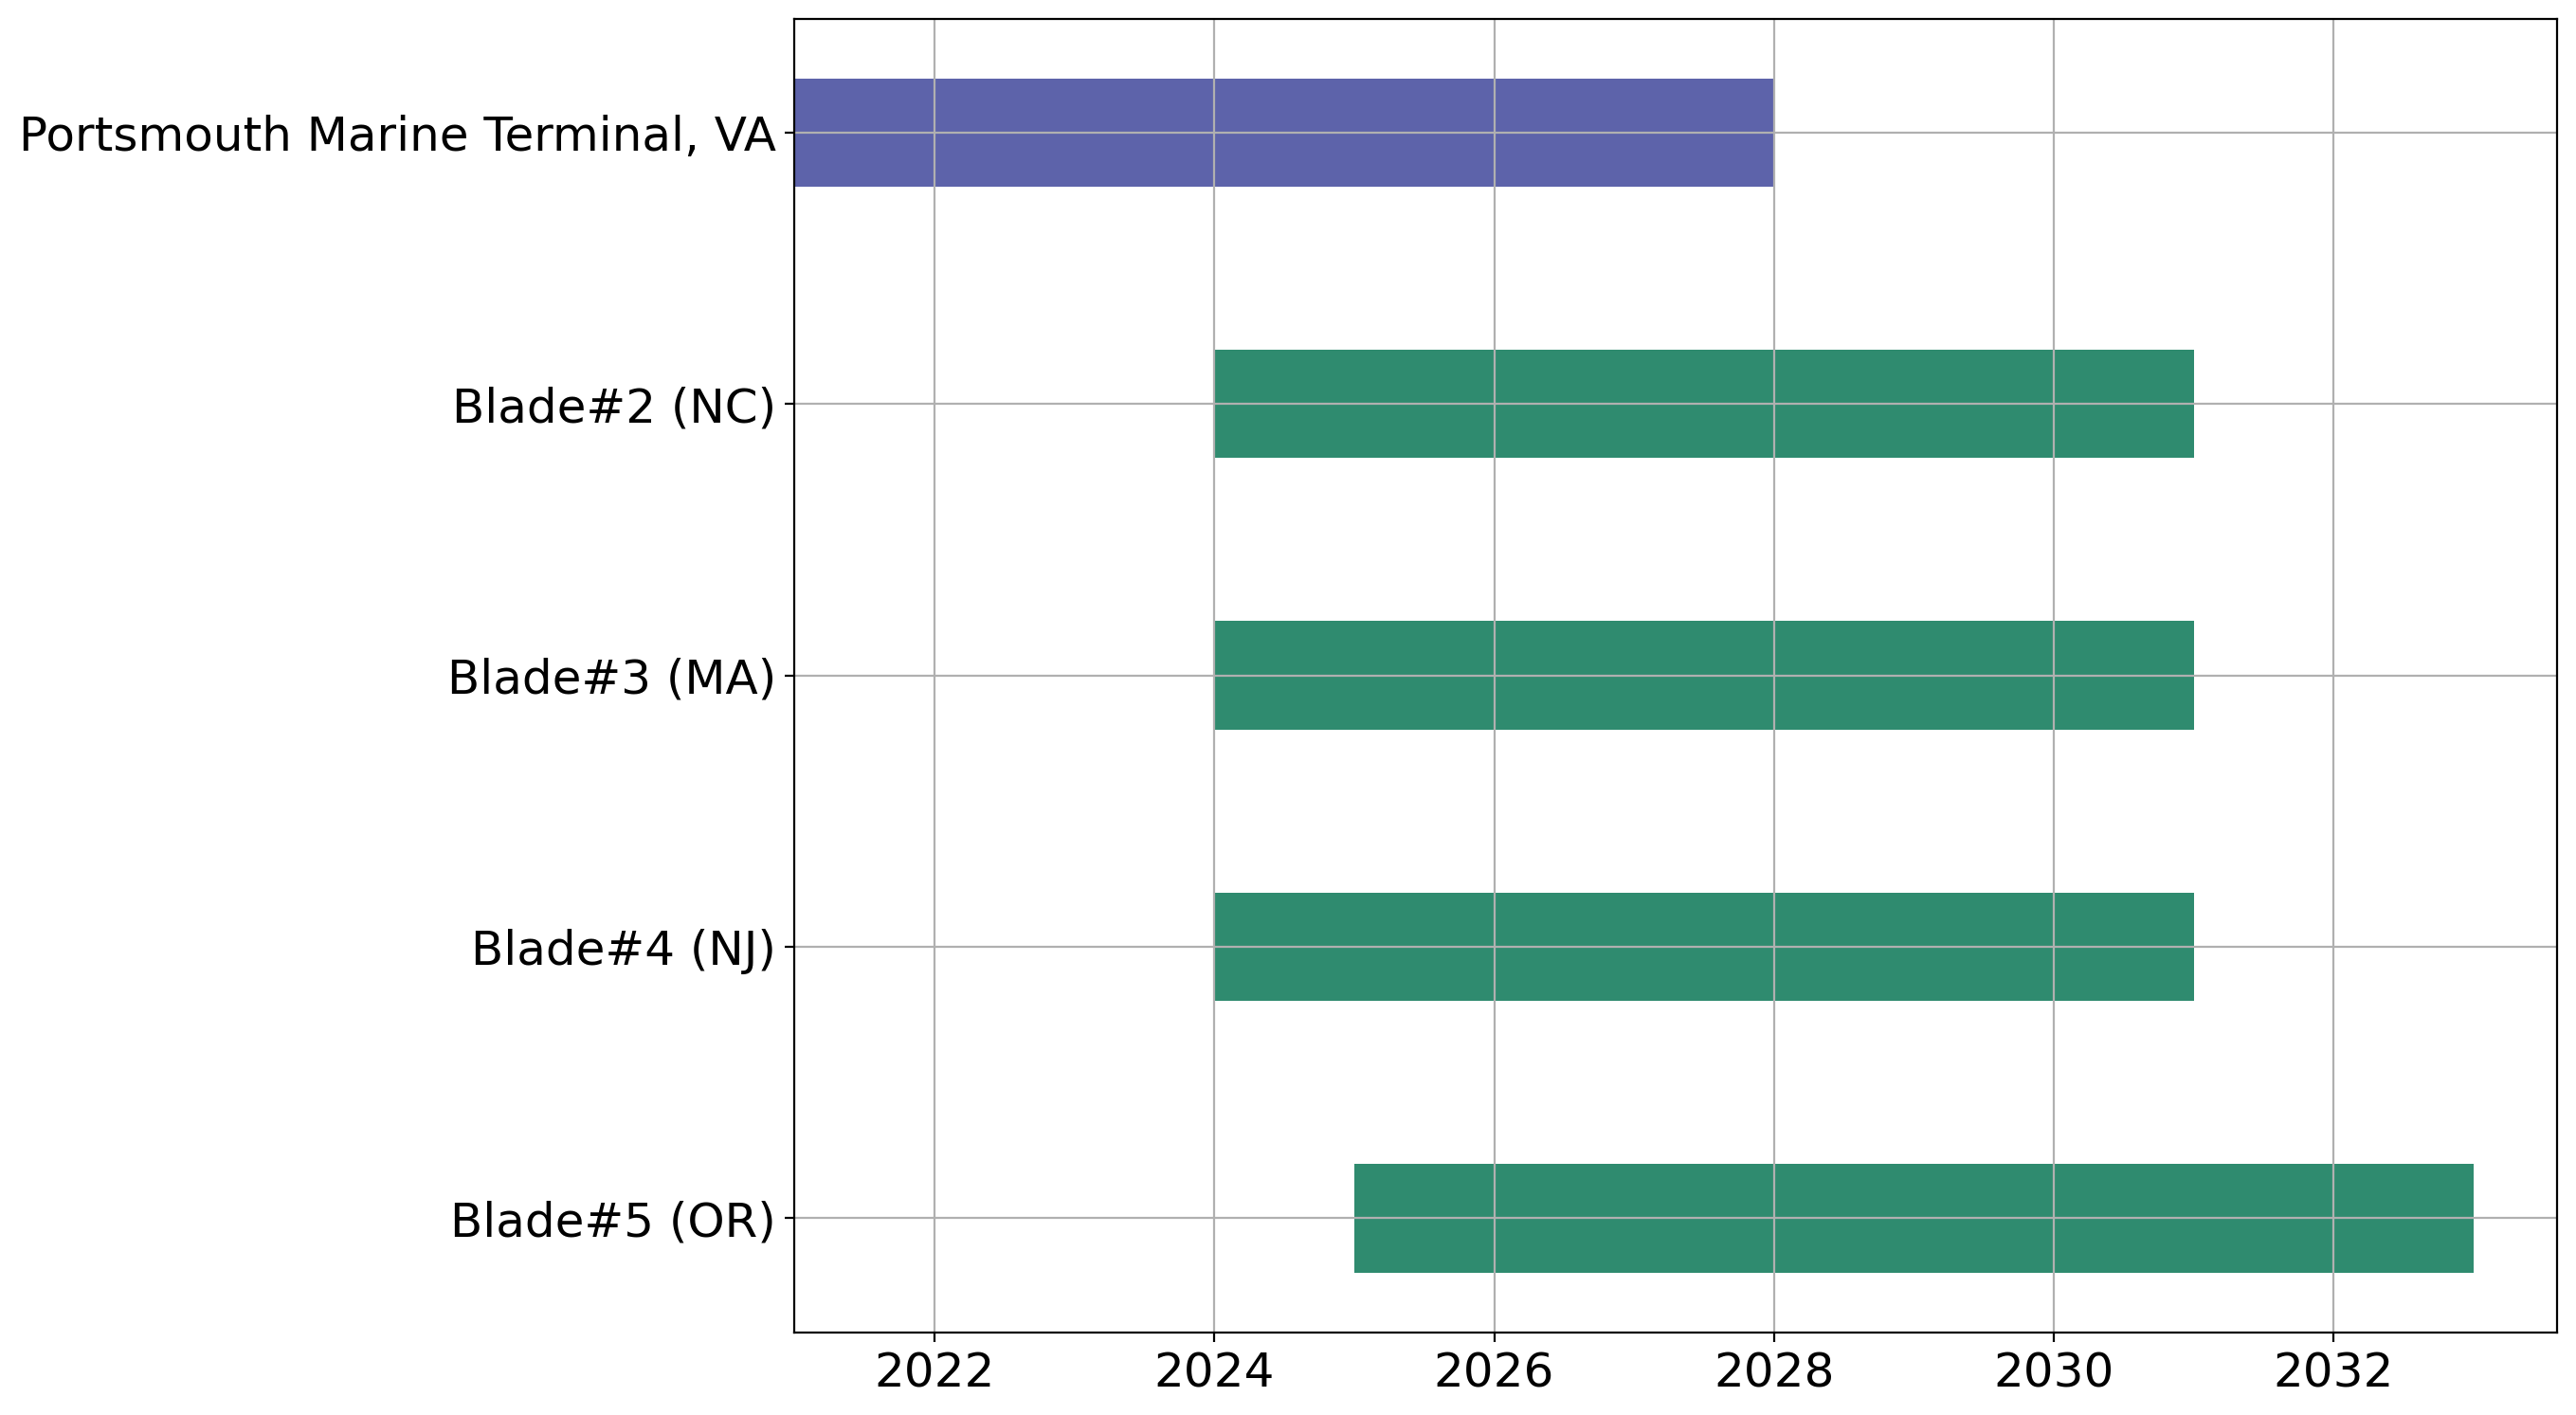 Portsmouth Marine Terminal, VA
Blade#2 (NC)
Blade#3 (MA)
Blade#4 (NJ)
Blade#5 (OR)
2022 2024 2026 2028 2030 2032